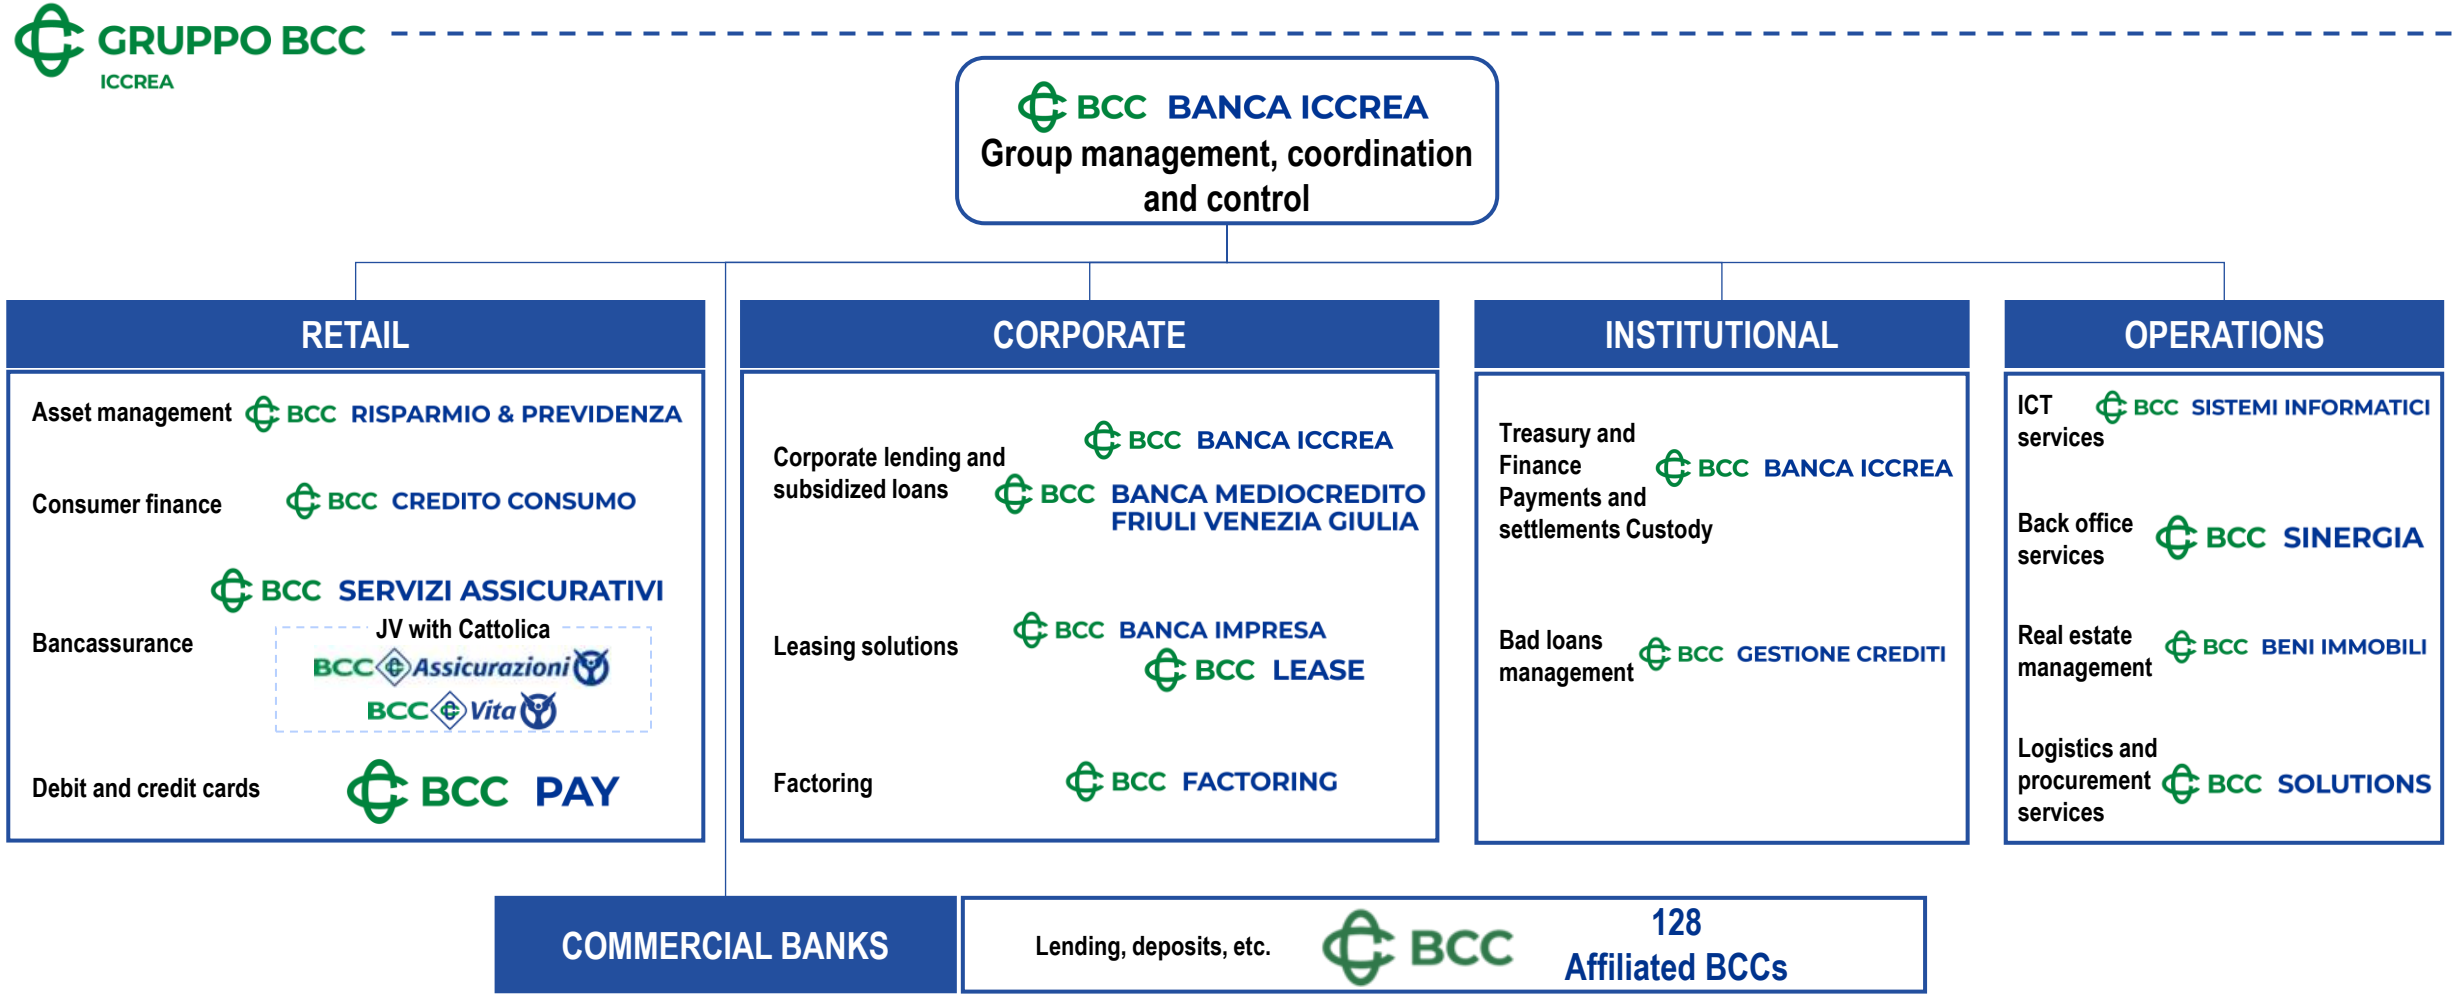 GRUPPO BCC
ICCREA
BCC BANCA ICCREA
Group management, coordination
and control
RETAIL
Asset management BCC RISPARMIO & PREVIDENZA
Consumer finance BCC CREDITO CONSUMO
BCC SERVIZI ASSICURATIVI
JV with Cattolica
Bancassurance
BCC Assicurazioni
BCC Vita
Debit and credit cards BCC PAY
CORPORATE
BCC BANCA ICCREA
Corporate lending and
subsidized loans
BCC BANCA MEDIOCREDITO
FRIULI VENEZIA GIULIA
BCC BANCA IMPRESA
Leasing solutions
BCC LEASE
Factoring BCC FACTORING
INSTITUTIONAL
Treasury and
Finance
Payments and
settlements Custody
BCC BANCA ICCREA
Bad loans
management
BCC GESTIONE CREDITI
OPERATIONS
ICT
services
BCC SISTEMI INFORMATICI
Back office
services
BCC SINERGIA
Real estate
management
BCC BENI IMMOBILI
Logistics and
procurement
services
BCC SOLUTIONS
COMMERCIAL BANKS
Lending, deposits, etc.
BCC
128
Affiliated BCCs